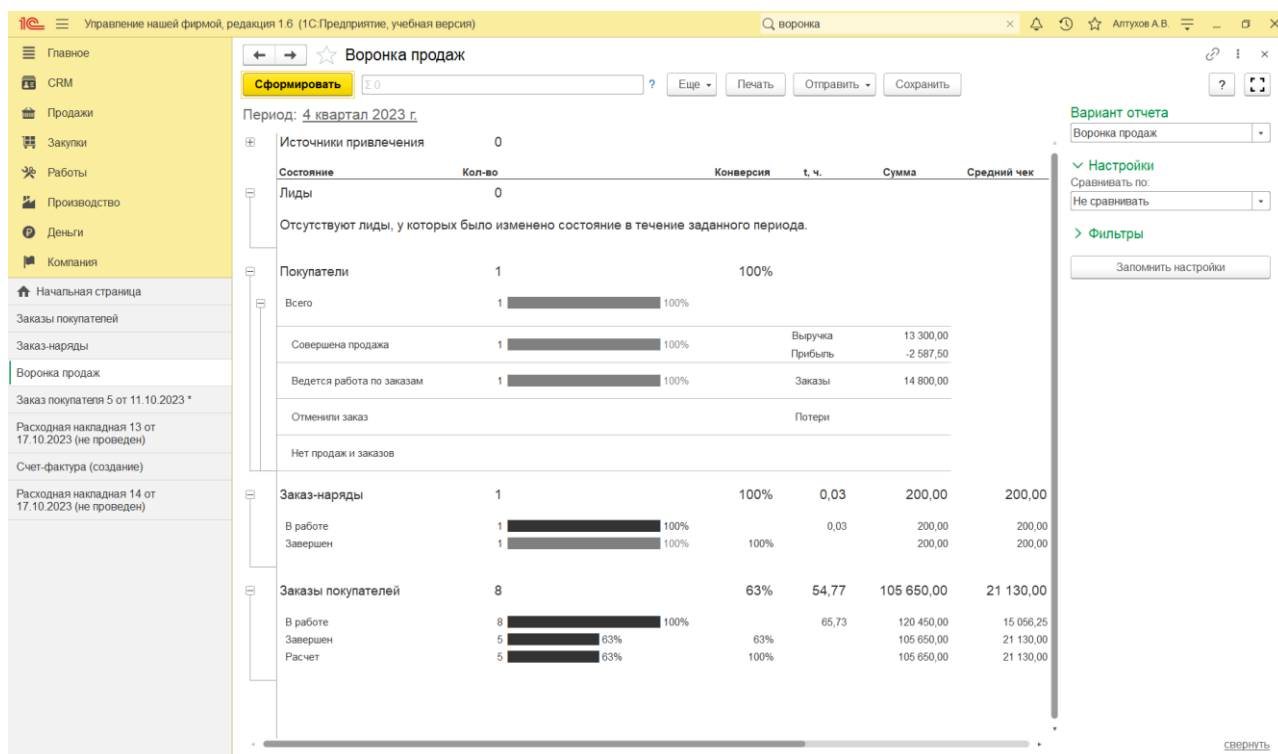 1С Управление нашей фирмой, редакция 1.6 (1С:Предприятие, учебная версия) воронка × Алтухов А.В.
Главное
CRM
Продажи
Закупки
Работы
Производство
Деньги
Компания
Начальная страница
Заказы покупателей
Заказ-наряды
Воронка продаж
Заказ покупателя 5 от 11.10.2023 *
Расходная накладная 13 от
17.10.2023 (не проведен)
Счет-фактура (создание)
Расходная накладная 14 от
17.10.2023 (не проведен)
Воронка продаж
Сформировать Σ 0 ? Еще Печать Отправить Сохранить ?
Период: 4 квартал 2023 г.
Источники привлечения 0
Состояние Кол-во Конверсия t, ч. Сумма Средний чек
Лиды 0
Отсутствуют лиды, у которых было изменено состояние в течение заданного периода.
Покупатели 1 100%
Всего 1 100%
Совершена продажа 1 100% Выручка 13 300,00
Прибыль -2 587,50
Ведется работа по заказам 1 100% Заказы 14 800,00
Отменили заказ Потери
Нет продаж и заказов
Заказ-наряды 1 100% 0,03 200,00 200,00
В работе 1 100% 0,03 200,00 200,00
Завершен 1 100% 100% 200,00 200,00
Заказы покупателей 8 63% 54,77 105 650,00 21 130,00
В работе 8 100% 65,73 120 450,00 15 056,25
Завершен 5 63% 63% 105 650,00 21 130,00
Расчет 5 63% 100% 105 650,00 21 130,00
Вариант отчета
Воронка продаж
Настройки
Сравнивать по:
Не сравнивать
Фильтры
Запомнить настройки
свернуть